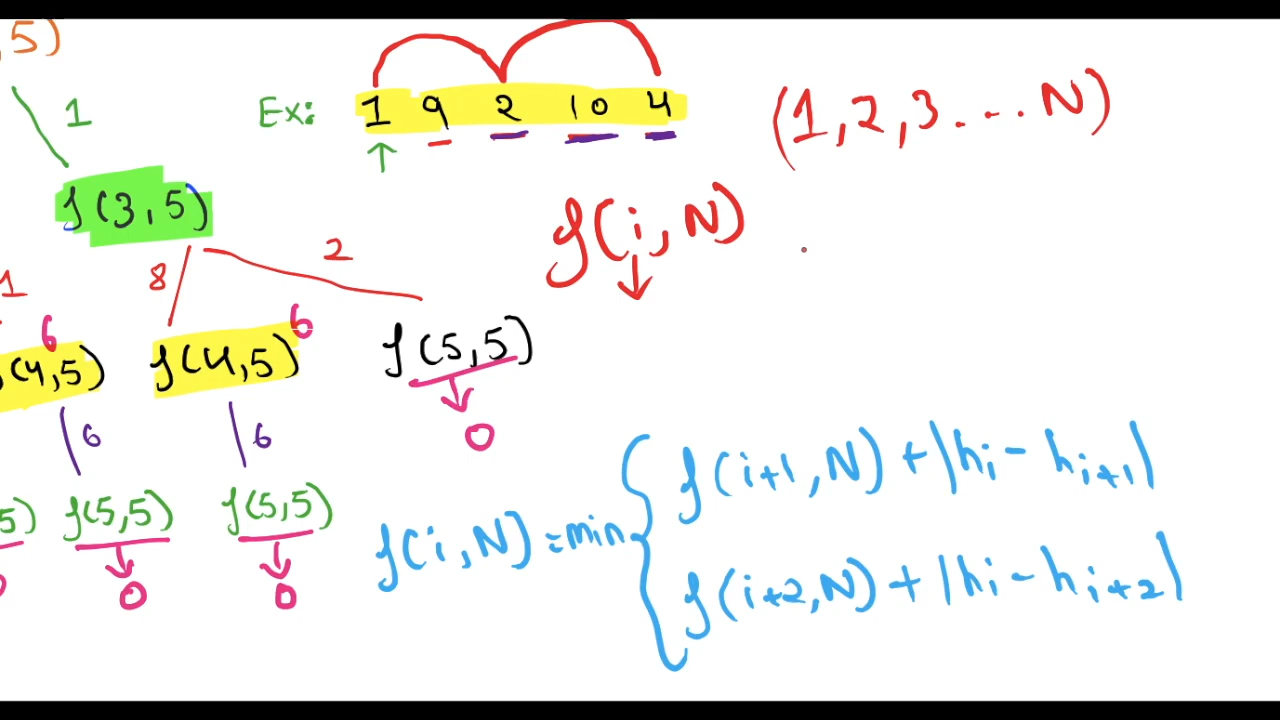 ,5)
1
Ex: 1 9 2 10 4
(1,2,3...N)
f(3,5)
f(i,N)
1
8
2
6
6
(4,5)
f(4,5)
f(5,5)
0
6
6
5)
f(5,5)
f(5,5)
0
0
f(i,N) = min
f(i+1,N) + |hi - hi+1|
f(i+2,N) + |hi - hi+2|